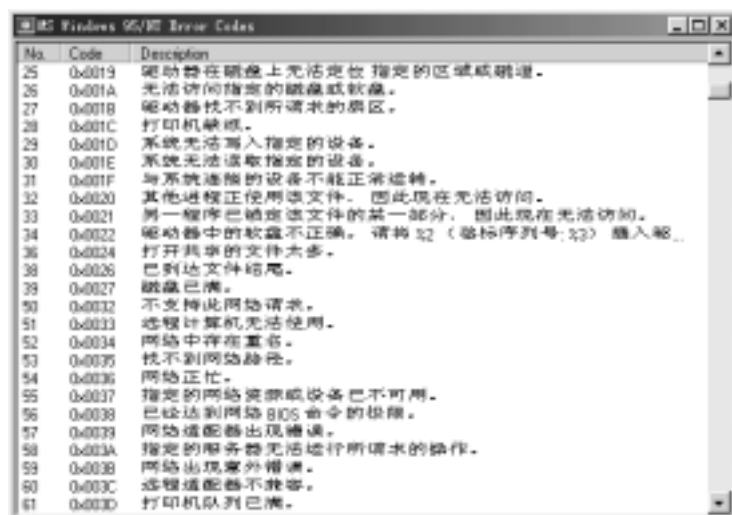 MS Windows 95/NT Error Codes
No. Code Description
25 0x0019 驱动器在磁盘上无法定位 指定的区域或磁道。
26 0x001A 无法访问指定的磁盘或软盘。
27 0x001B 驱动器找不到所请求的扇区。
28 0x001C 打印机缺纸。
29 0x001D 系统无法写入指定的设备。
30 0x001E 系统无法读取指定的设备。
31 0x001F 与系统连接的设备不能正常运转。
32 0x0020 其他进程正使用该文件， 因此现在无法访问。
33 0x0021 另一程序已锁定该文件的某一部分， 因此现在无法访问。
34 0x0022 驱动器中的软盘不正确。 请将 %2 （卷标序列号:%3） 插入驱...
36 0x0024 打开共享的文件太多。
38 0x0026 已到达文件结尾。
39 0x0027 磁盘已满。
50 0x0032 不支持此网络请求。
51 0x0033 远程计算机无法使用。
52 0x0034 网络中存在重名。
53 0x0035 找不到网络路径。
54 0x0036 网络正忙。
55 0x0037 指定的网络资源或设备已不可用。
56 0x0038 已经达到网络 BIOS 命令的极限。
57 0x0039 网络适配器出现错误。
58 0x003A 指定的服务器无法运行所请求的操作。
59 0x003B 网络出现意外错误。
60 0x003C 远程适配器不兼容。
61 0x003D 打印机队列已满。